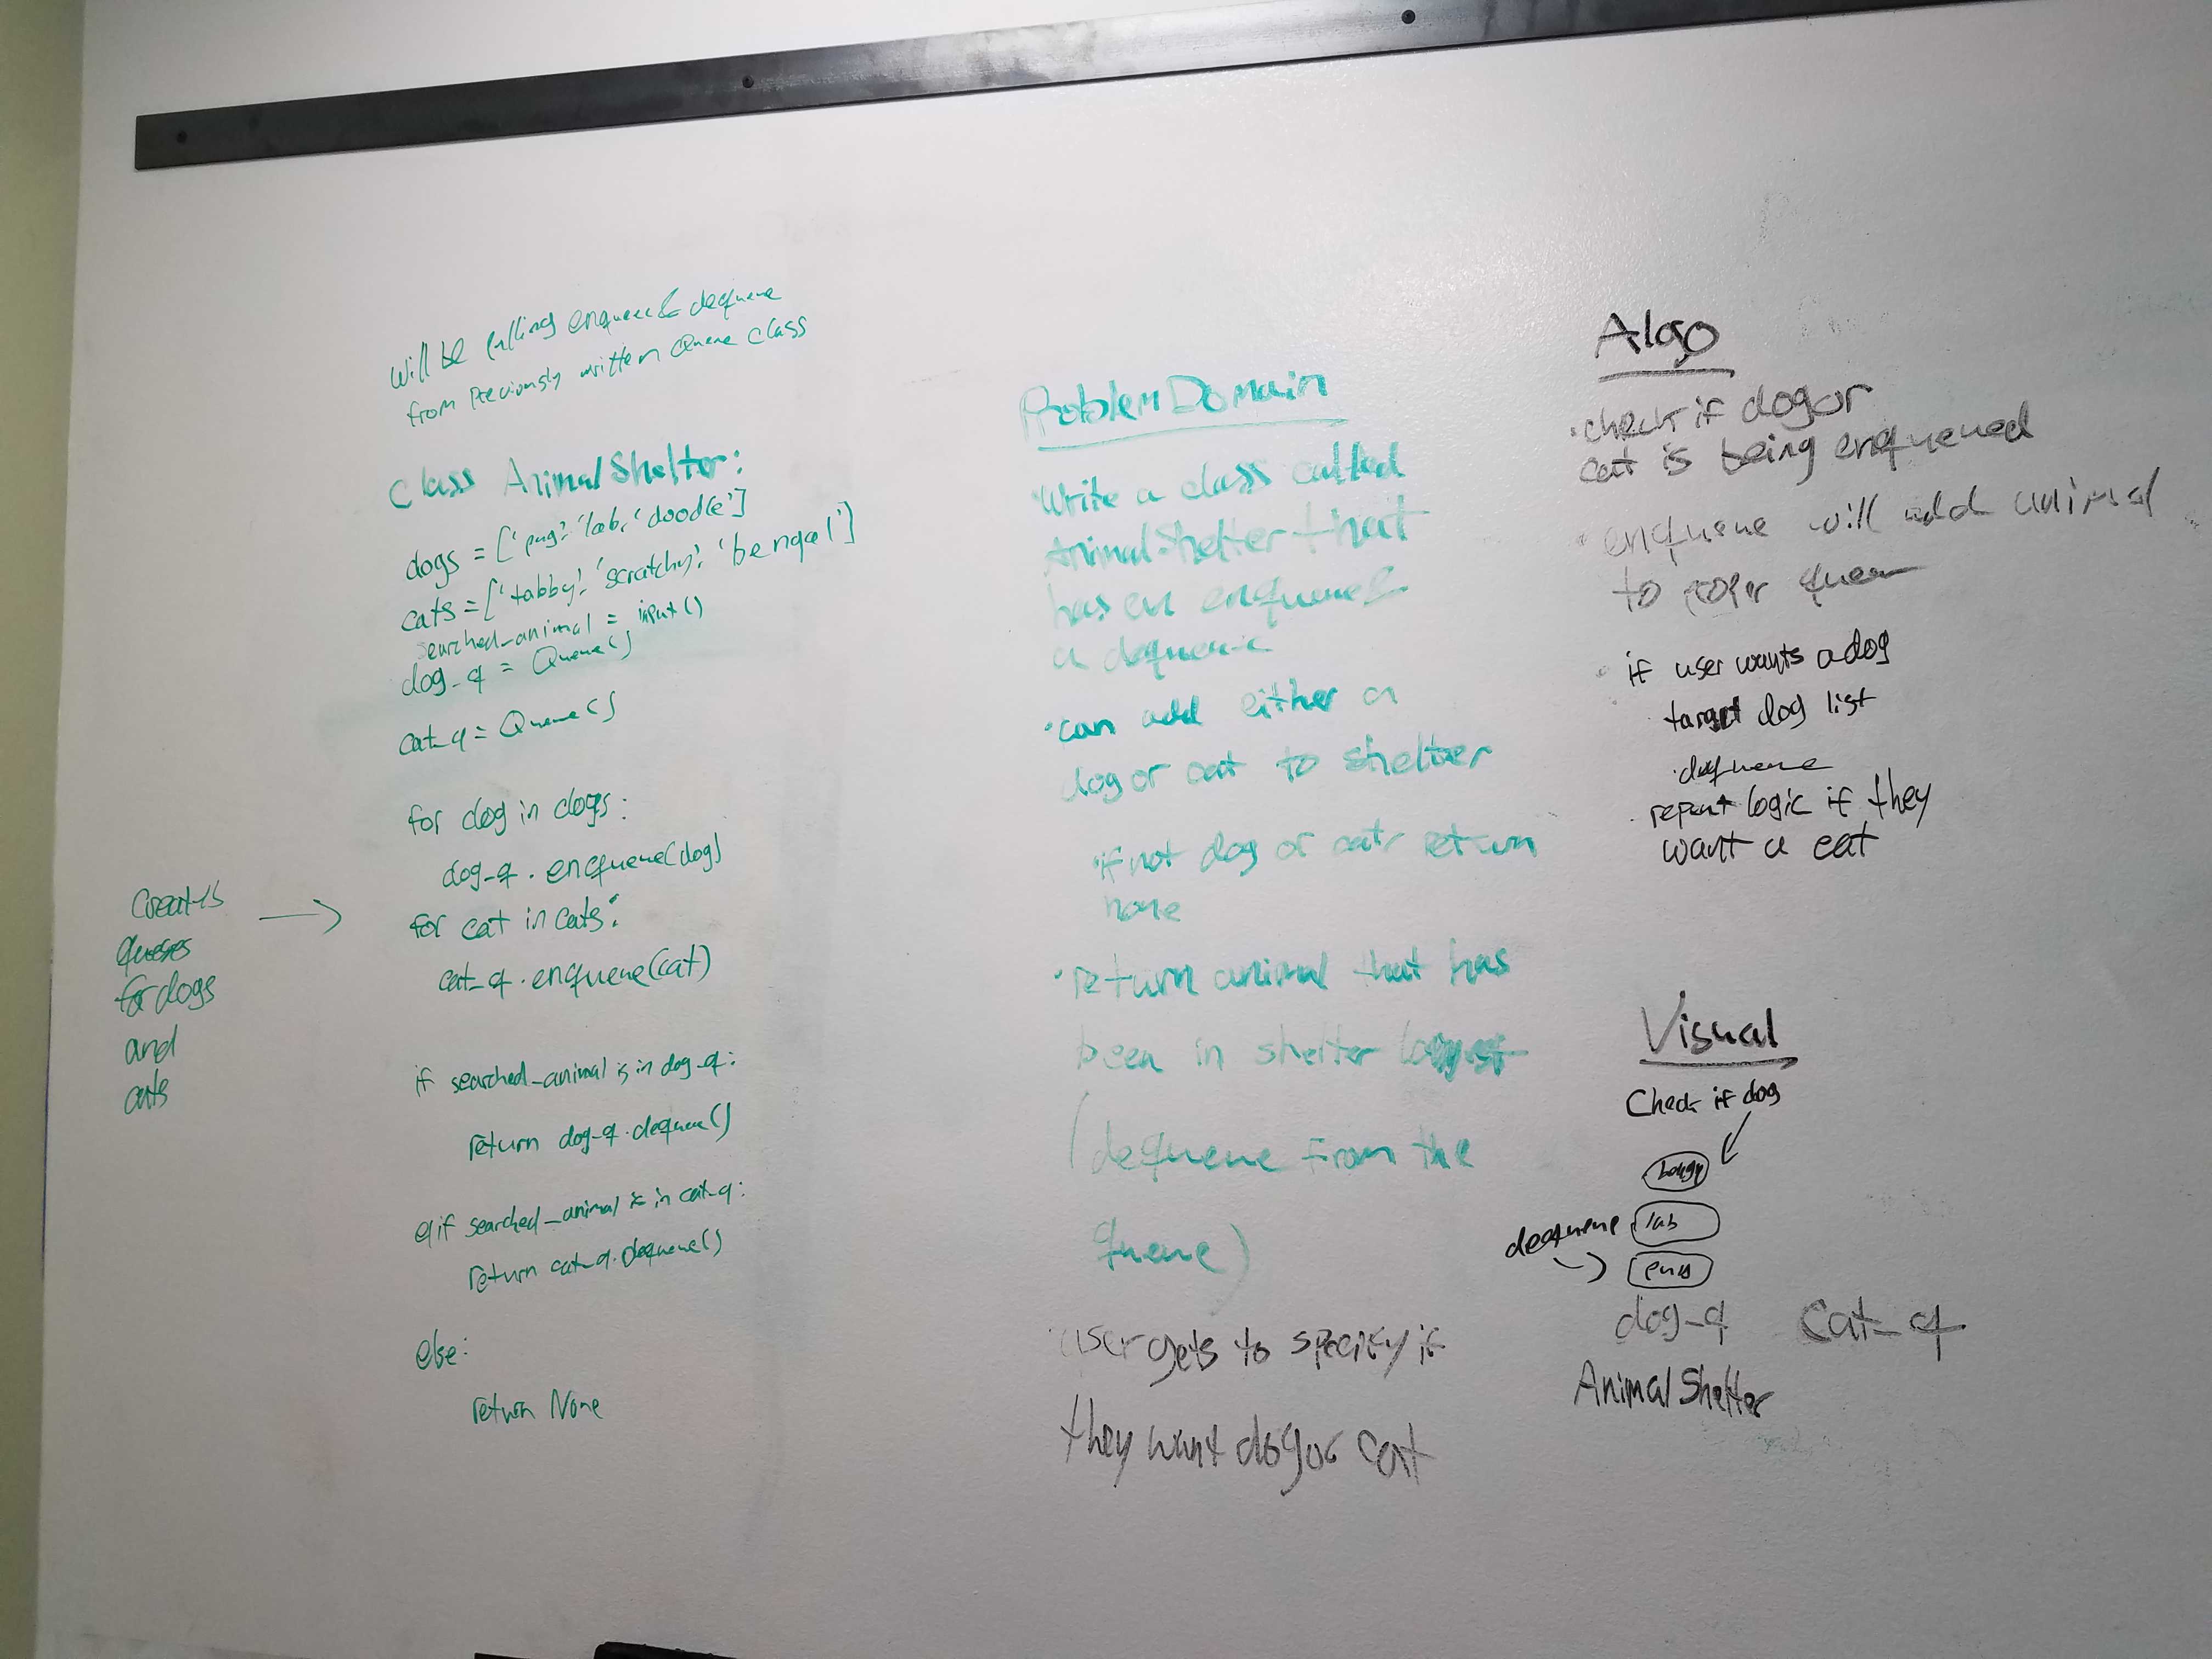 Will be pulling enqueue & dequeue
from previously written Queue class
Class AnimalShelter:
dogs = ['pug', 'lab', 'doodle']
cats = ['tabby', 'scratchy', 'bengal']
searched_animal = input()
dog_q = Queue()
cat_q = Queue()
for dog in dogs:
dog_q.enqueue(dog)
for cat in cats:
cat_q.enqueue(cat)
if searched_animal is in dog_q:
return dog_q.dequeue()
elif searched_animal is in cat_q:
return cat_q.dequeue()
else:
return None
Creates
queues
for dogs
and
cats
Problem Domain
Write a class called
AnimalShelter that
has an enqueue &
a dequeue
can add either a
dog or cat to shelter
if not dog or cat return
none
return animal that has
been in shelter longest
(dequeue from the
queue)
user gets to specify if
they want dog or cat
Algo
check if dog or
cat is being enqueued
enqueue will add animal
to
if user wants a dog
target dog list
dequeue
repeat logic if they
want a cat
Visual
Check if dog
dequeue
lab
dog_q cat_q
AnimalShelter